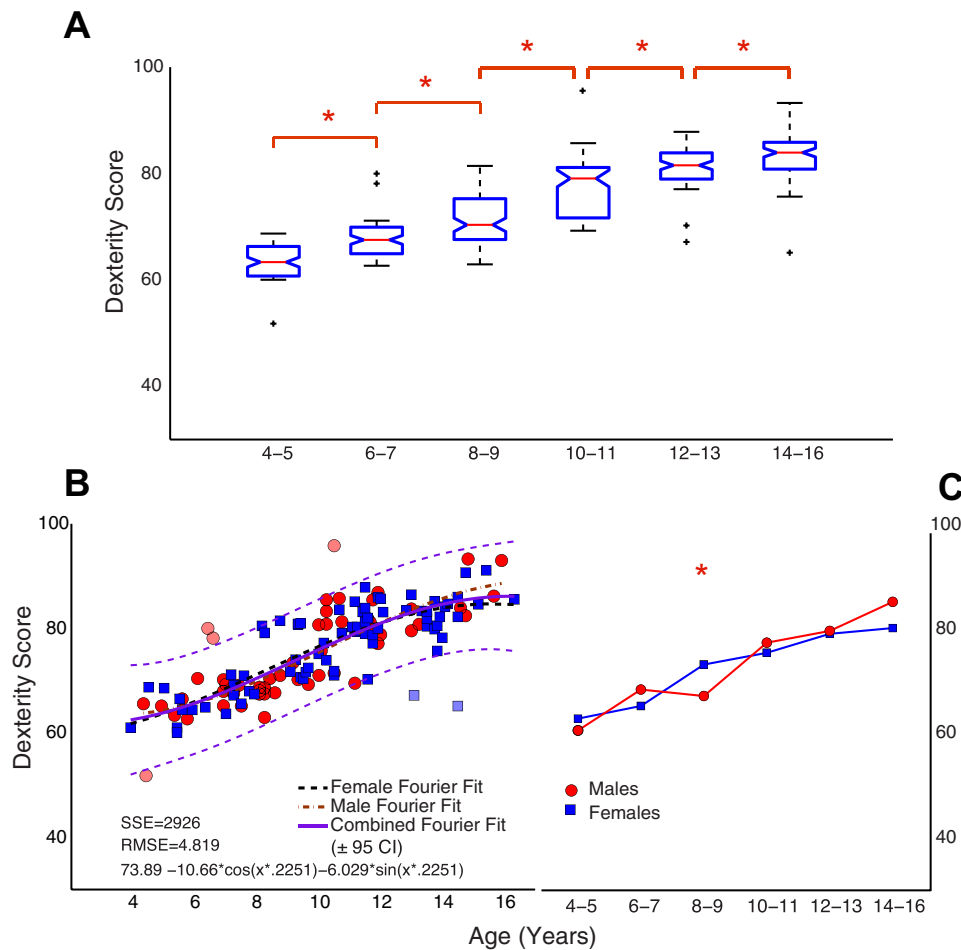 A
* * * * *
100
80
60
40
Dexterity Score
4–5 6–7 8–9 10–11 12–13 14–16
B
100
80
60
40
Dexterity Score
Female Fourier Fit
Male Fourier Fit
Combined Fourier Fit
(± 95 CI)
SSE=2926
RMSE=4.819
73.89 −10.66*cos(x*.2251)−6.029*sin(x*.2251)
4 6 8 10 12 14 16
C
*
100
80
60
40
Males
Females
4–5 6–7 8–9 10–11 12–13 14–16
Age (Years)